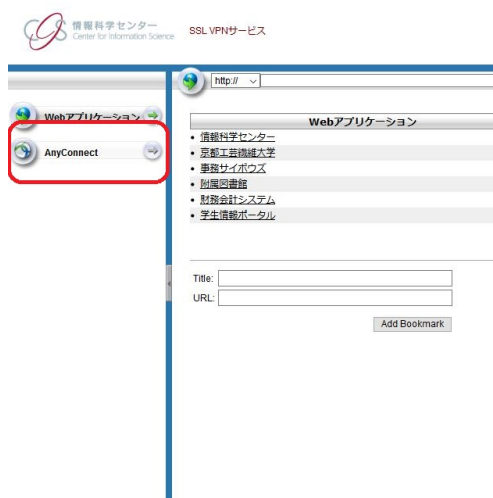 情報科学センター
Center for Information Science
SSL VPNサービス
http://
Webアプリケーション
AnyConnect
Webアプリケーション
情報科学センター
京都工芸繊維大学
事務サイボウズ
附属図書館
財務会計システム
学生情報ポータル
Title:
URL:
Add Bookmark